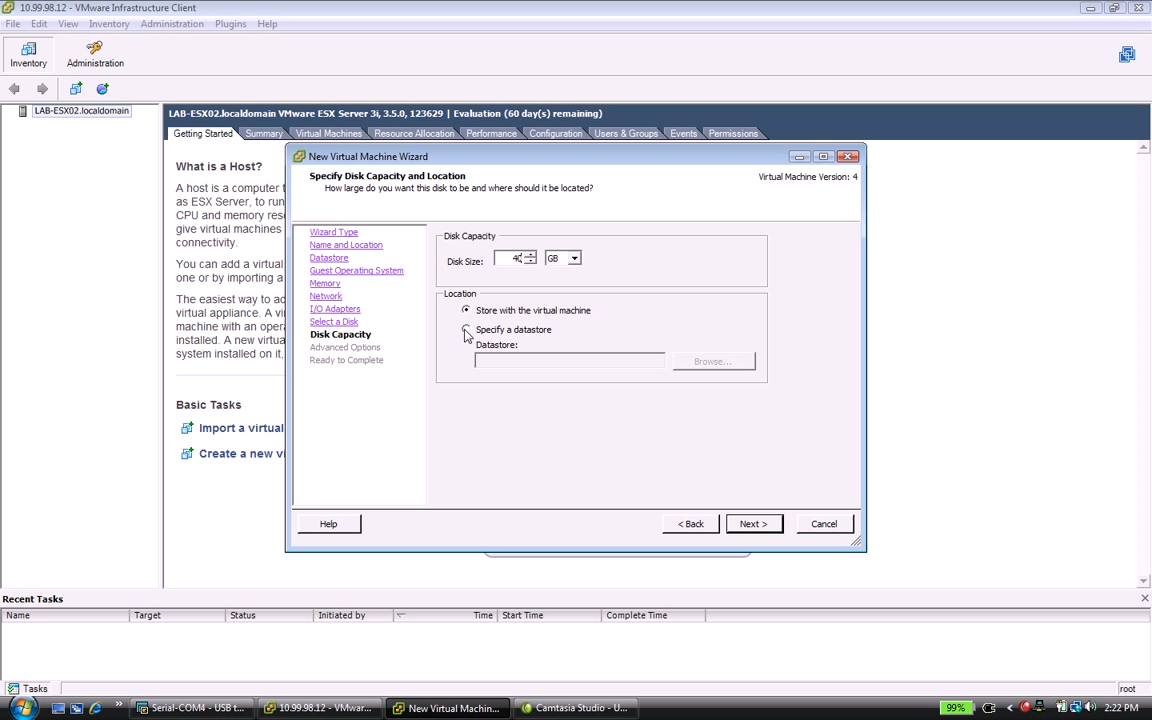 10.99.98.12 - VMware Infrastructure Client
File Edit View Inventory Administration Plugins Help
Inventory Administration
LAB-ESX02.localdomain
LAB-ESX02.localdomain VMware ESX Server 3i, 3.5.0, 123629 | Evaluation (60 day(s) remaining)
Getting Started Summary Virtual Machines Resource Allocation Performance Configuration Users & Groups Events Permissions
What is a Host?
A host is a computer
as ESX Server, to run
CPU and memory res
give virtual machines
connectivity.
You can add a virtual
one or by importing a
The easiest way to ad
virtual appliance. A vi
machine with an oper
installed. A new virtua
system installed on it,
Basic Tasks
Import a virtual
Create a new vi
New Virtual Machine Wizard
Specify Disk Capacity and Location
How large do you want this disk to be and where should it be located?
Virtual Machine Version: 4
Wizard Type
Name and Location
Datastore
Guest Operating System
Memory
Network
I/O Adapters
Select a Disk
Disk Capacity
Advanced Options
Ready to Complete
Disk Capacity
Disk Size: 40 GB
Location
Store with the virtual machine
Specify a datastore
Datastore:
Browse...
Help < Back Next > Cancel
Recent Tasks
Name Target Status Initiated by Time Start Time Complete Time
Tasks root
Serial-COM4 - USB t... 10.99.98.12 - VMwar... New Virtual Machin... Camtasia Studio - U... 99% 2:22 PM